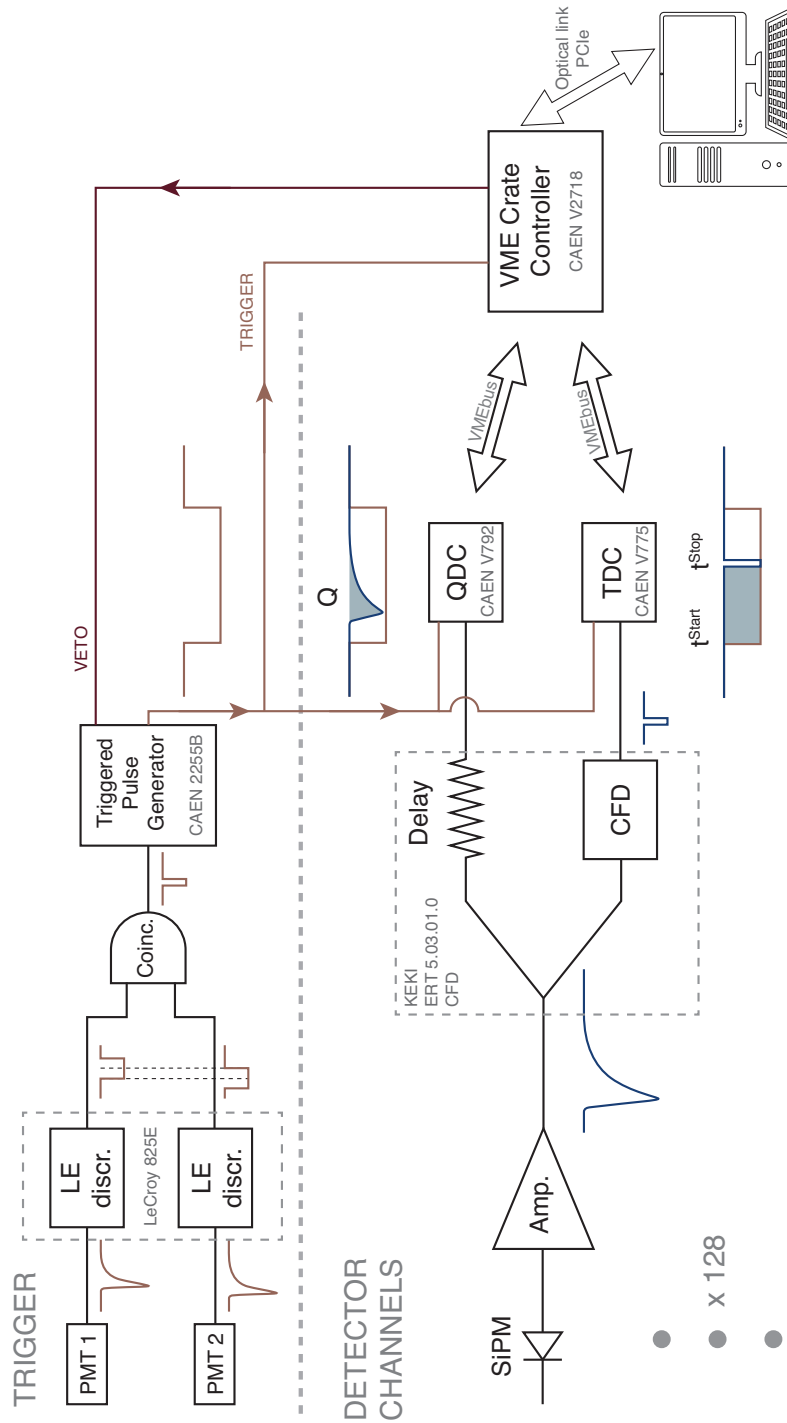 TRIGGER
PMT 1
PMT 2
LE
discr.
LE
discr.
LeCroy 825E
Coinc.
Triggered
Pulse
Generator
CAEN 2255B
VETO
TRIGGER
DETECTOR
CHANNELS
SiPM
x 128
Amp.
KEKI
ERT 5.03.01.0
CFD
Delay
CFD
Q
QDC
CAEN V792
TDC
CAEN V775
tStart
tStop
VMEbus
VMEbus
VME Crate
Controller
CAEN V2718
Optical link
PCIe